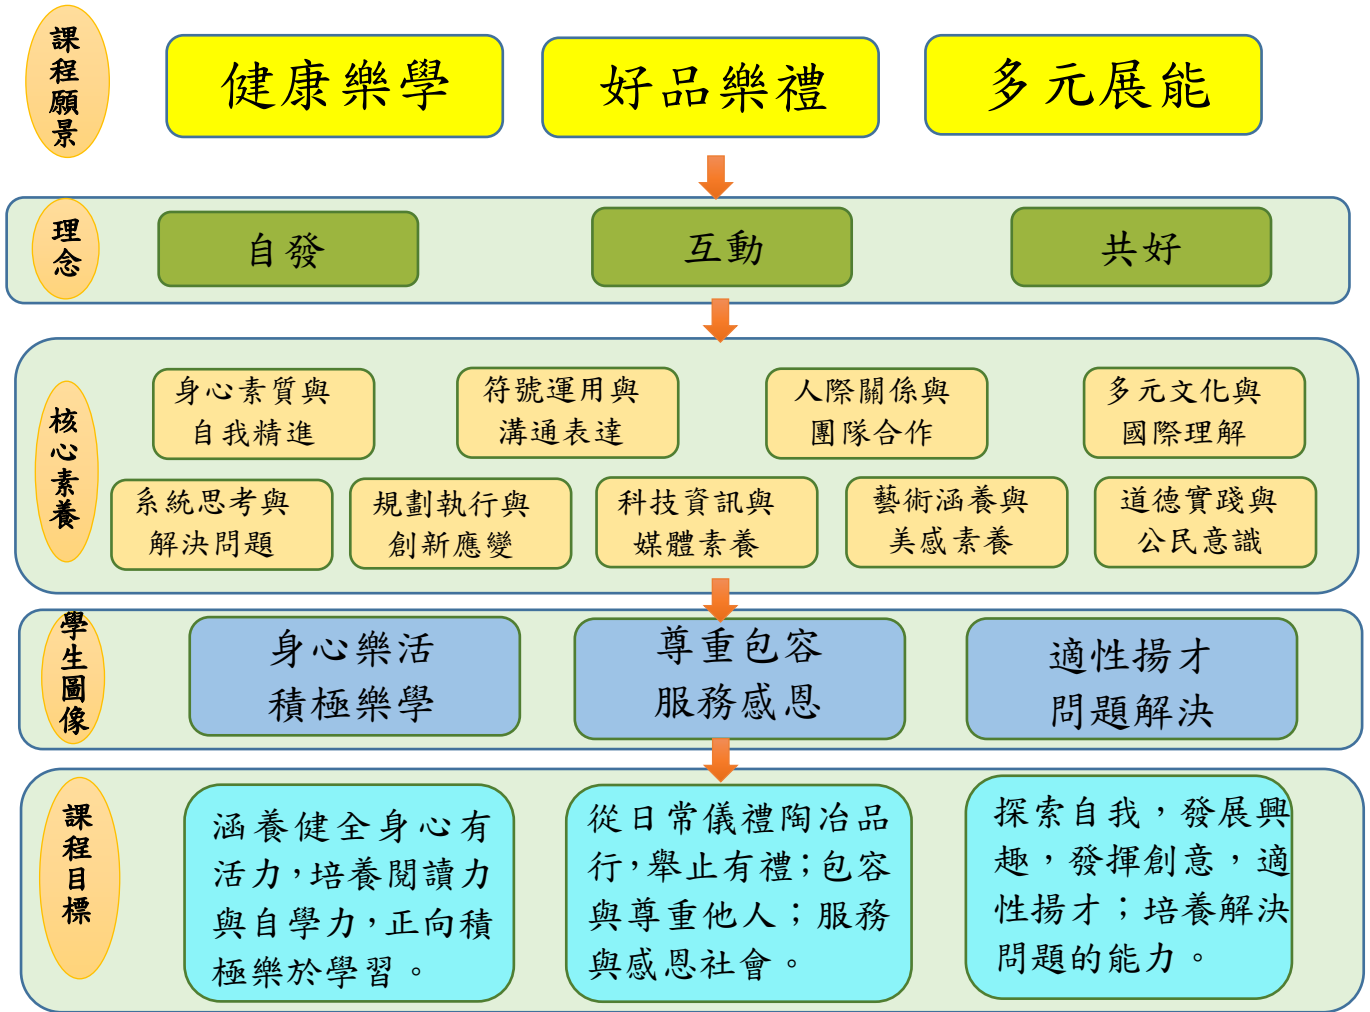 課程願景
健康樂學
好品樂禮
多元展能
理念
自發
互動
共好
核心素養
身心素質與
自我精進
符號運用與
溝通表達
人際關係與
團隊合作
多元文化與
國際理解
系統思考與
解決問題
規劃執行與
創新應變
科技資訊與
媒體素養
藝術涵養與
美感素養
道德實踐與
公民意識
學生圖像
身心樂活
積極樂學
尊重包容
服務感恩
適性揚才
問題解決
課程目標
涵養健全身心有
活力，培養閱讀力
與自學力，正向積
極樂於學習。
從日常儀禮陶冶品
行，舉止有禮；包容
與尊重他人；服務
與感恩社會。
探索自我，發展興
趣，發揮創意，適
性揚才；培養解決
問題的能力。